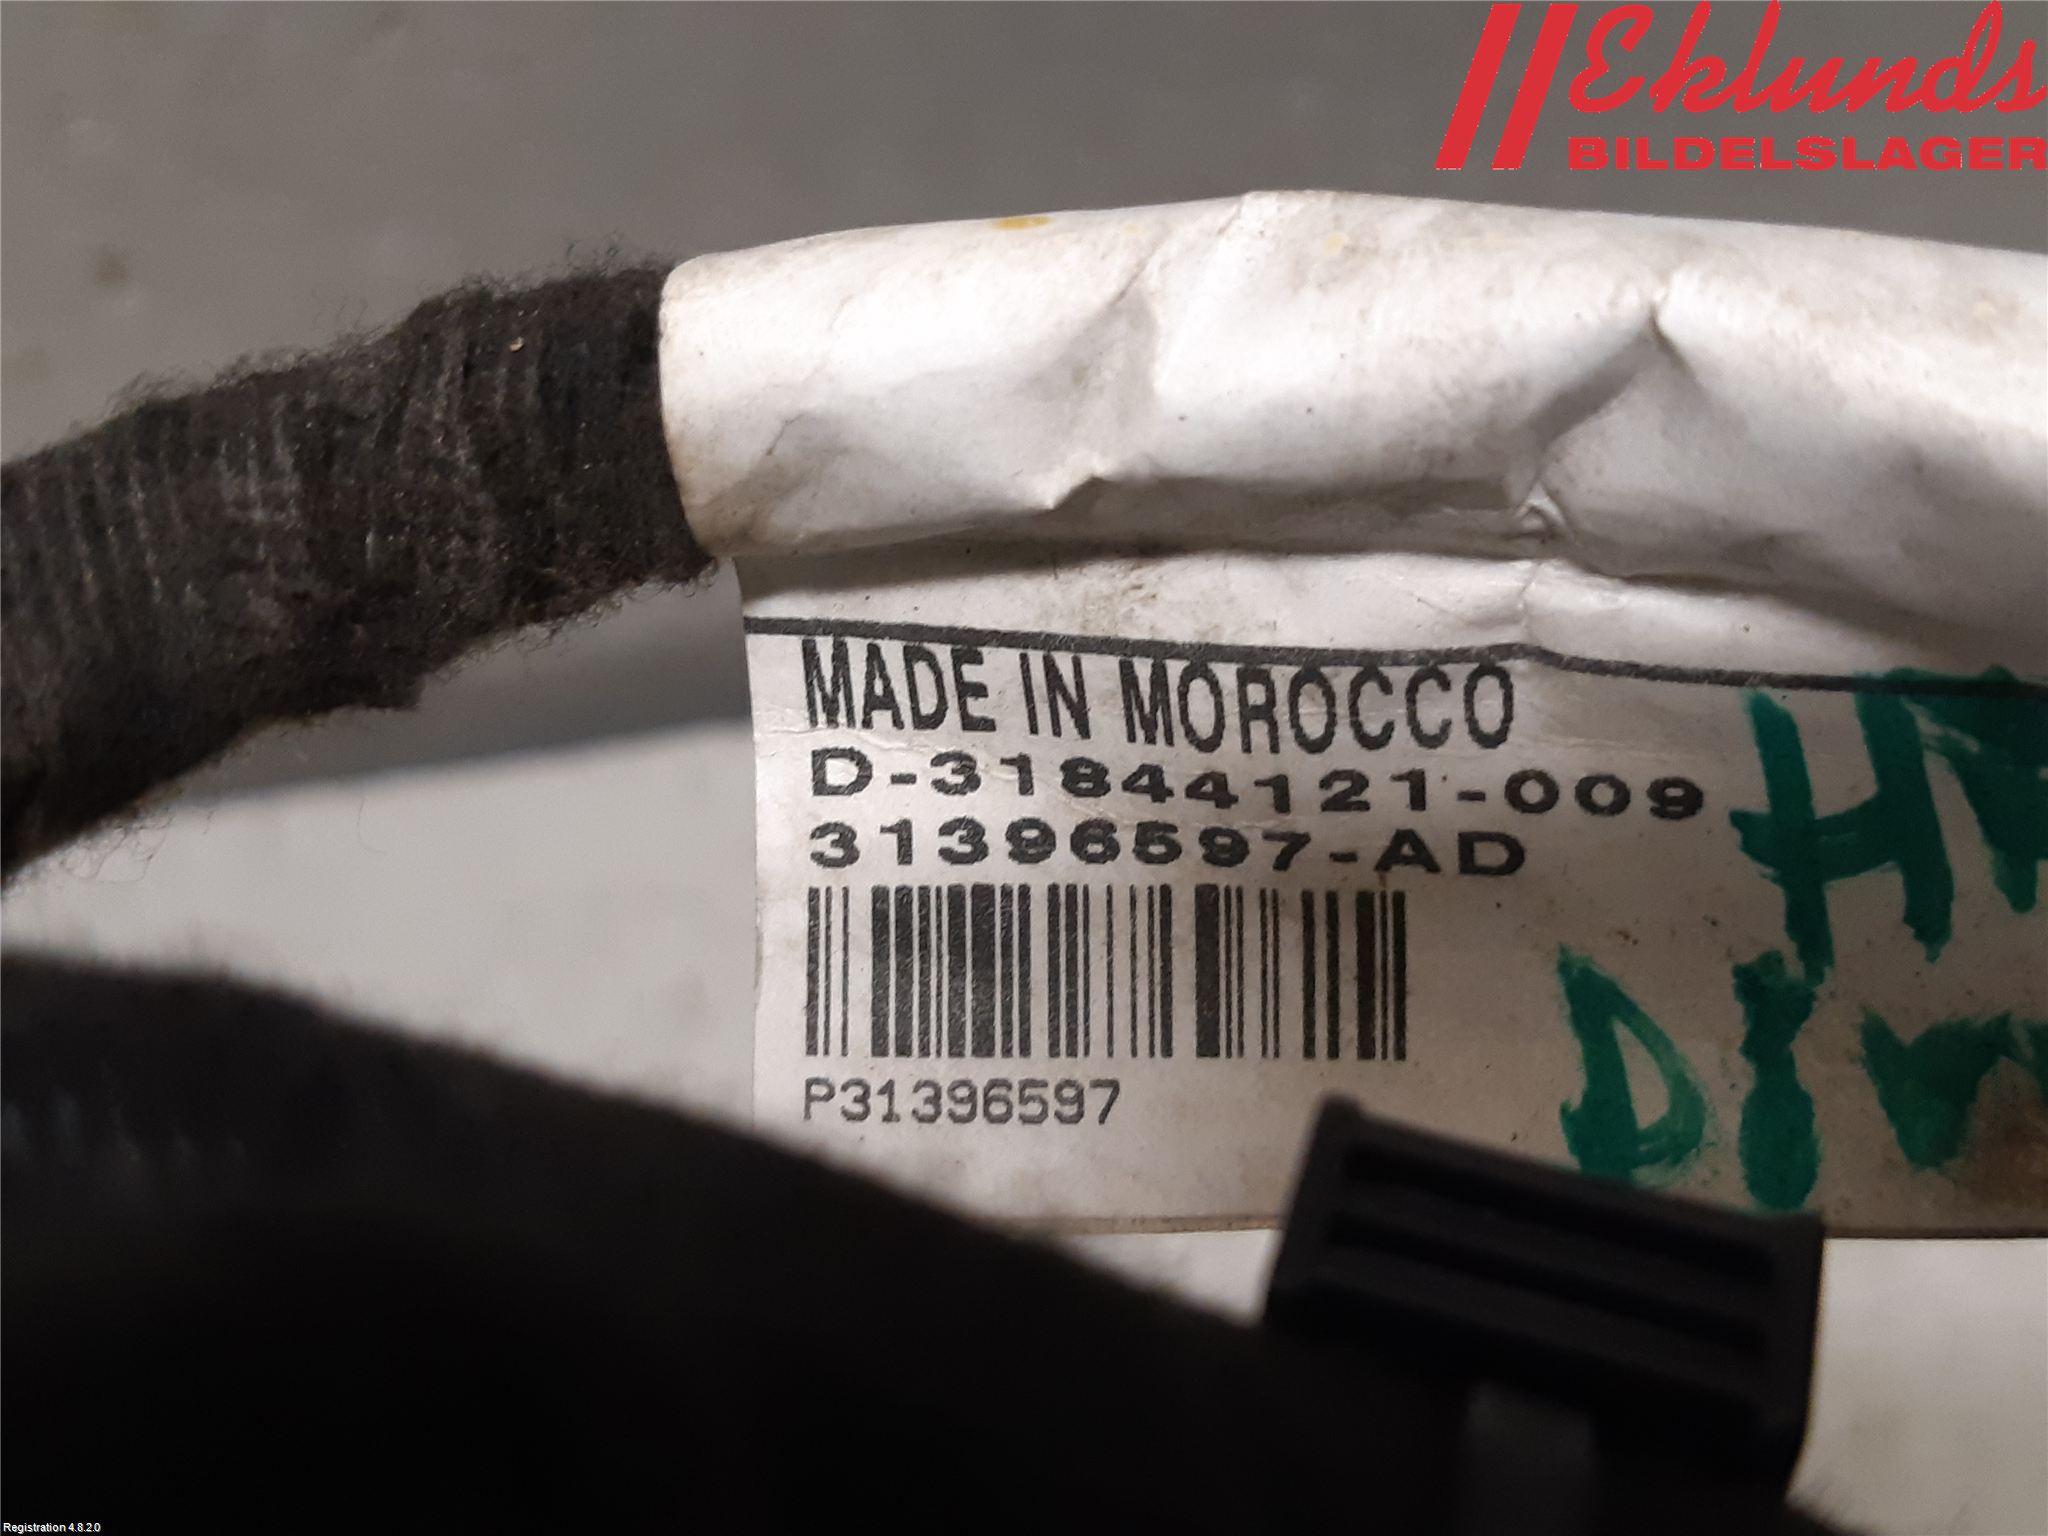 Eklunds
BILDELSLAGER
MADE IN MOROCCO
D-31844121-009
31396597-AD
P31396597
Registration 4.8.2.0